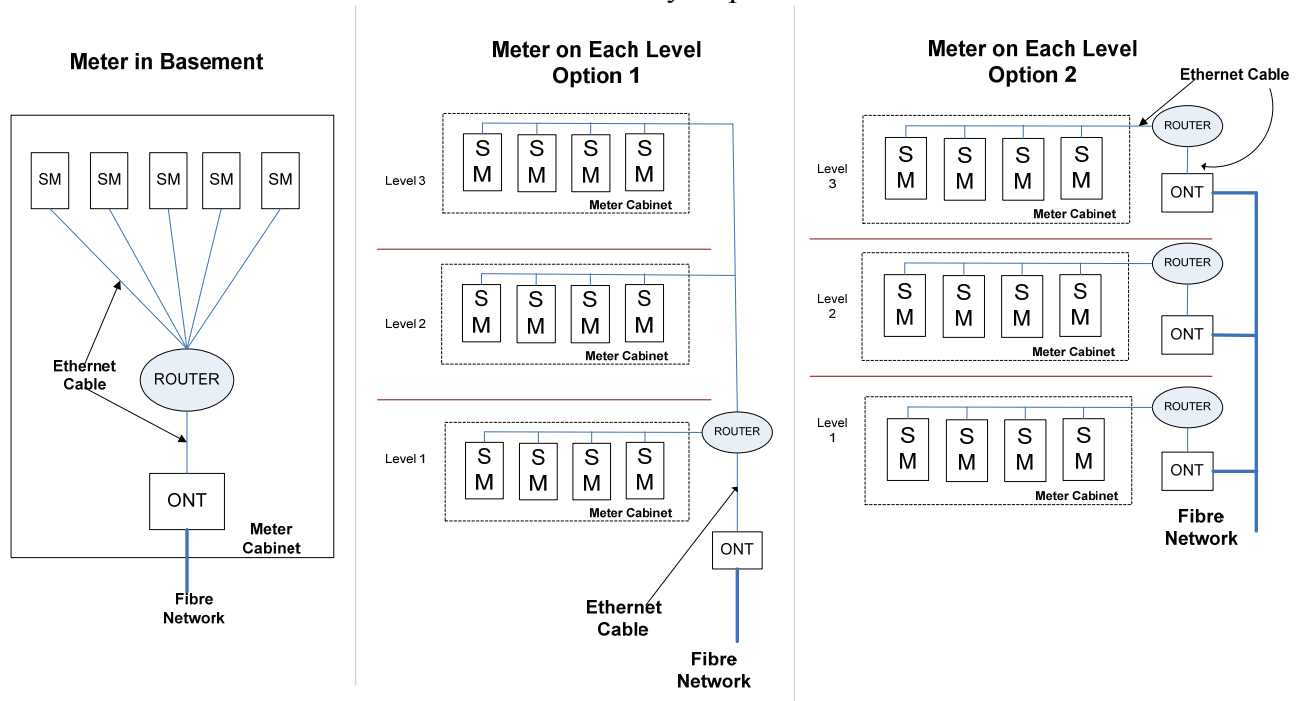 Meter in Basement
SM SM SM SM SM
Ethernet
Cable
ROUTER
ONT
Meter
Cabinet
Fibre
Network
Meter on Each Level
Option 1
Level 3
S S S S
M M M M
Meter Cabinet
Level 2
S S S S
M M M M
Meter Cabinet
Level 1
S S S S
M M M M
Meter Cabinet
ROUTER
ONT
Ethernet
Cable
Fibre
Network
Meter on Each Level
Option 2
Ethernet Cable
Level
3
S S S S
M M M M
Meter Cabinet
ROUTER
ONT
Level
2
S S S S
M M M M
Meter Cabinet
ROUTER
ONT
Level
1
S S S S
M M M M
Meter Cabinet
ROUTER
ONT
Fibre
Network